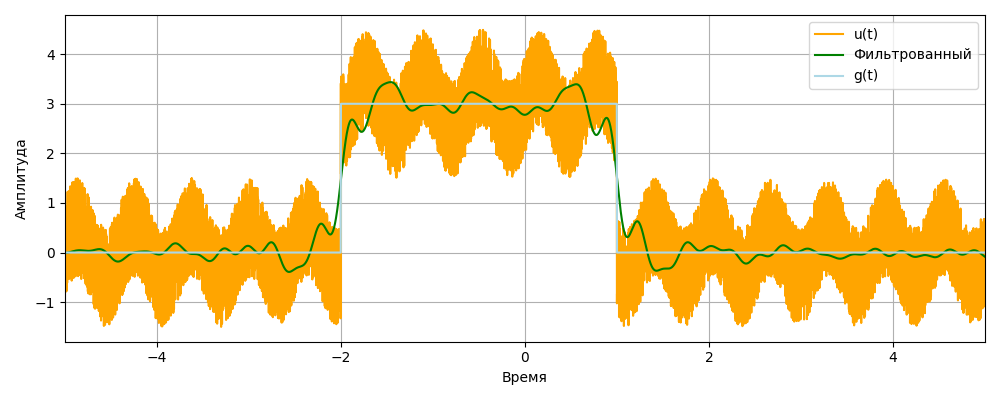 u(t)
Фильтрованный
g(t)
Амплитуда
4
3
2
1
0
−1
−4
−2
0
2
4
Время